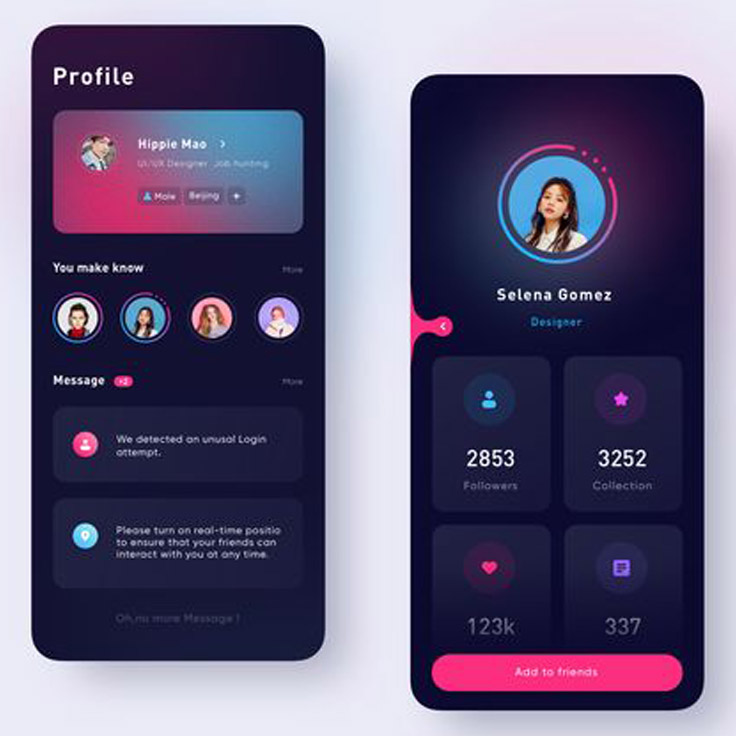 Profile
Hippie Mao
UI/UX Designer Job hunting
Male
Beijing
+
You make know
More
Message +2
More
We detected an unusal Login
attempt.
Please turn on real-time positio
to ensure that your friends can
interact with you at any time.
Oh,no more Message !
Selena Gomez
Designer
2853
3252
Followers
Collection
123k
337
Add to friends